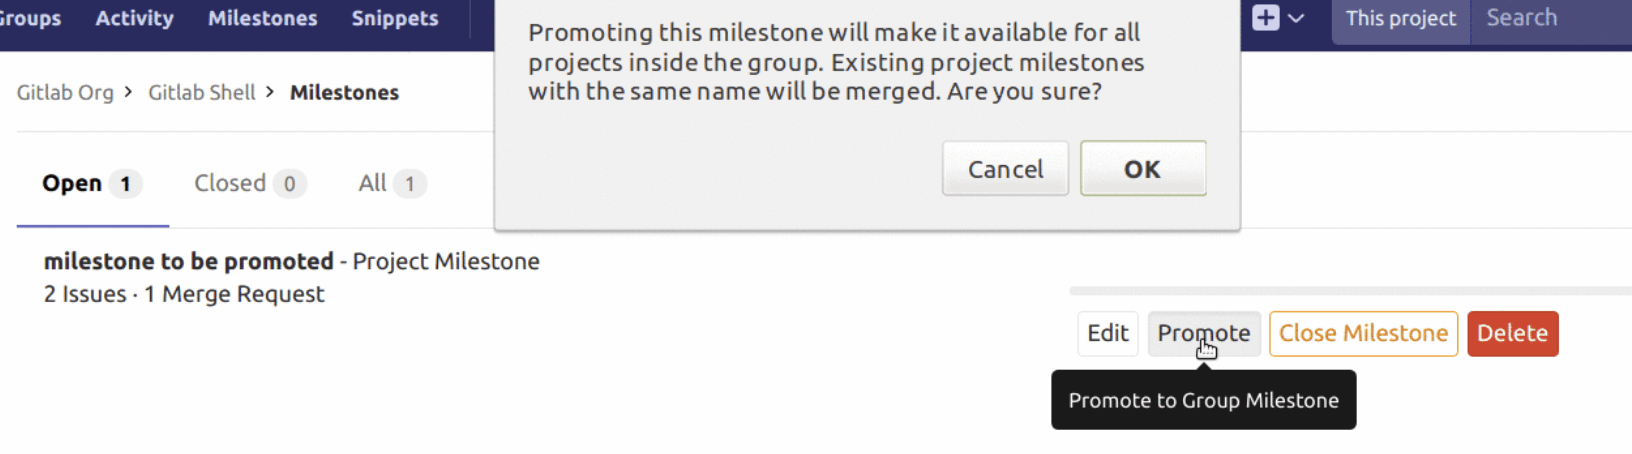 Groups Activity Milestones Snippets
This project Search
Promoting this milestone will make it available for all
projects inside the group. Existing project milestones
with the same name will be merged. Are you sure?
Cancel OK
Gitlab Org › Gitlab Shell › Milestones
Open 1 Closed 0 All 1
milestone to be promoted - Project Milestone
2 Issues · 1 Merge Request
Edit Promote Close Milestone Delete
Promote to Group Milestone